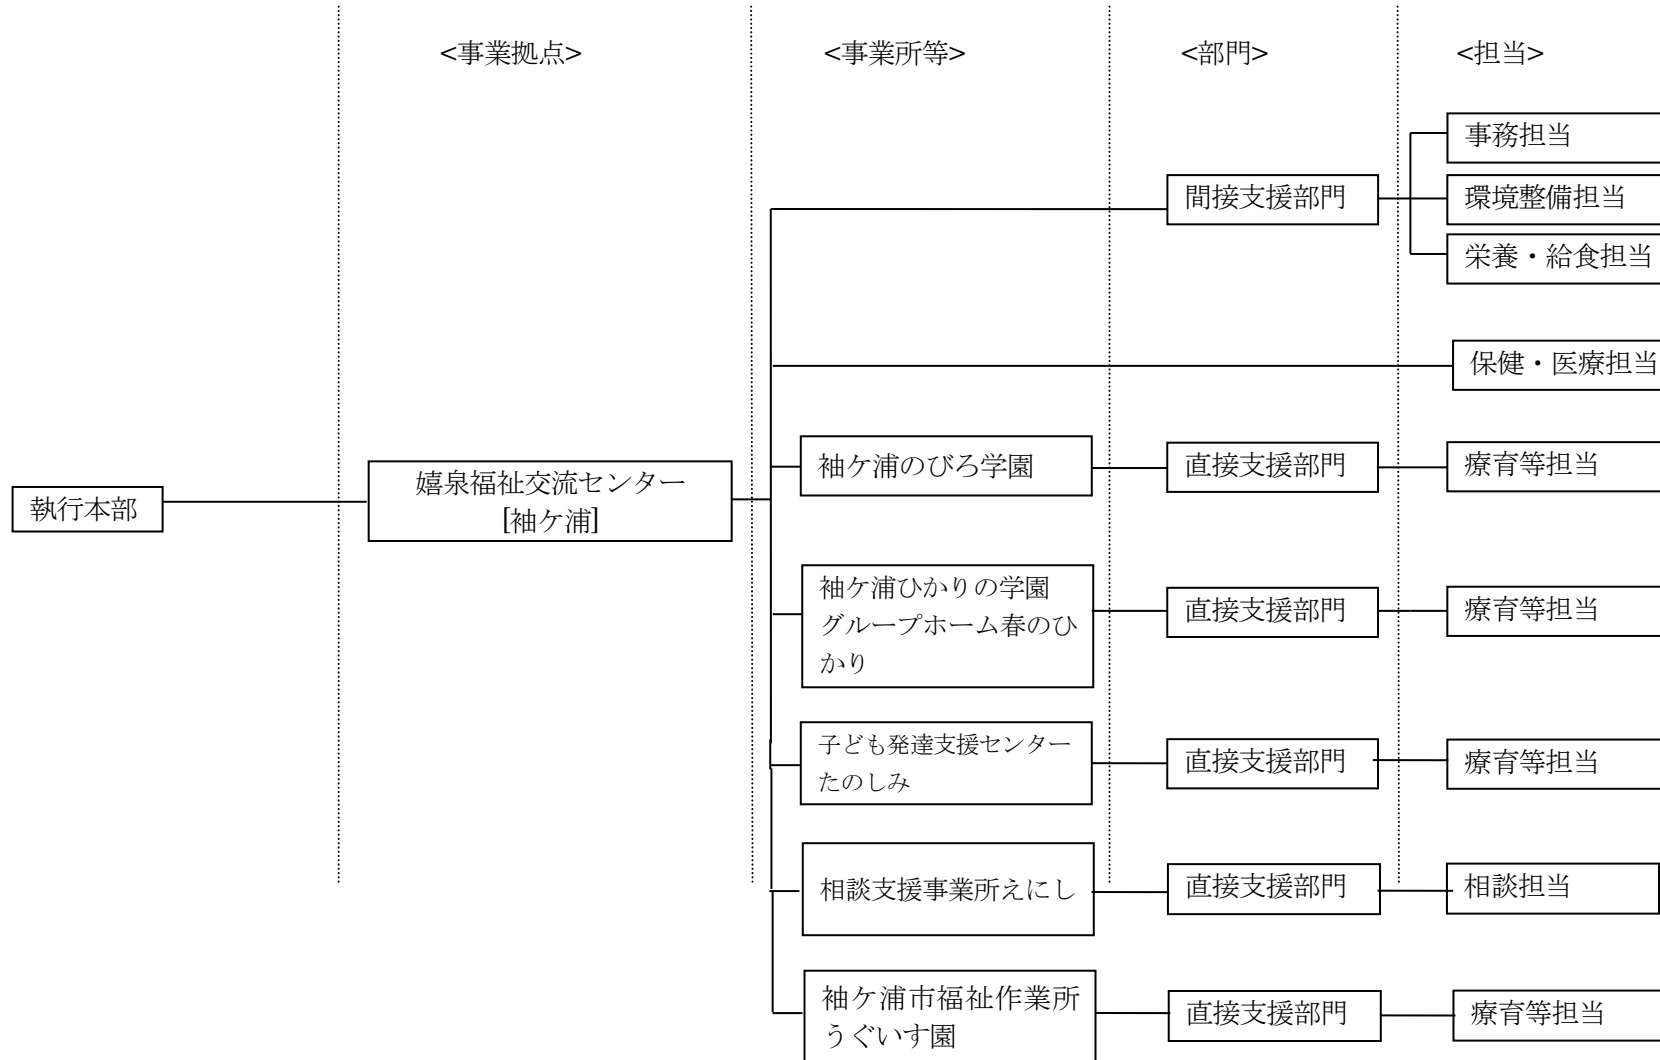 <事業拠点>
<事業所等>
<部門>
<担当>
事務担当
間接支援部門
環境整備担当
栄養・給食担当
保健・医療担当
袖ケ浦のびろ学園
直接支援部門
療育等担当
執行本部
嬉泉福祉交流センター
[袖ケ浦]
袖ケ浦ひかりの学園
グループホーム春のひ
かり
直接支援部門
療育等担当
子ども発達支援センター
たのしみ
直接支援部門
療育等担当
相談支援事業所えにし
直接支援部門
相談担当
袖ケ浦市福祉作業所
うぐいす園
直接支援部門
療育等担当